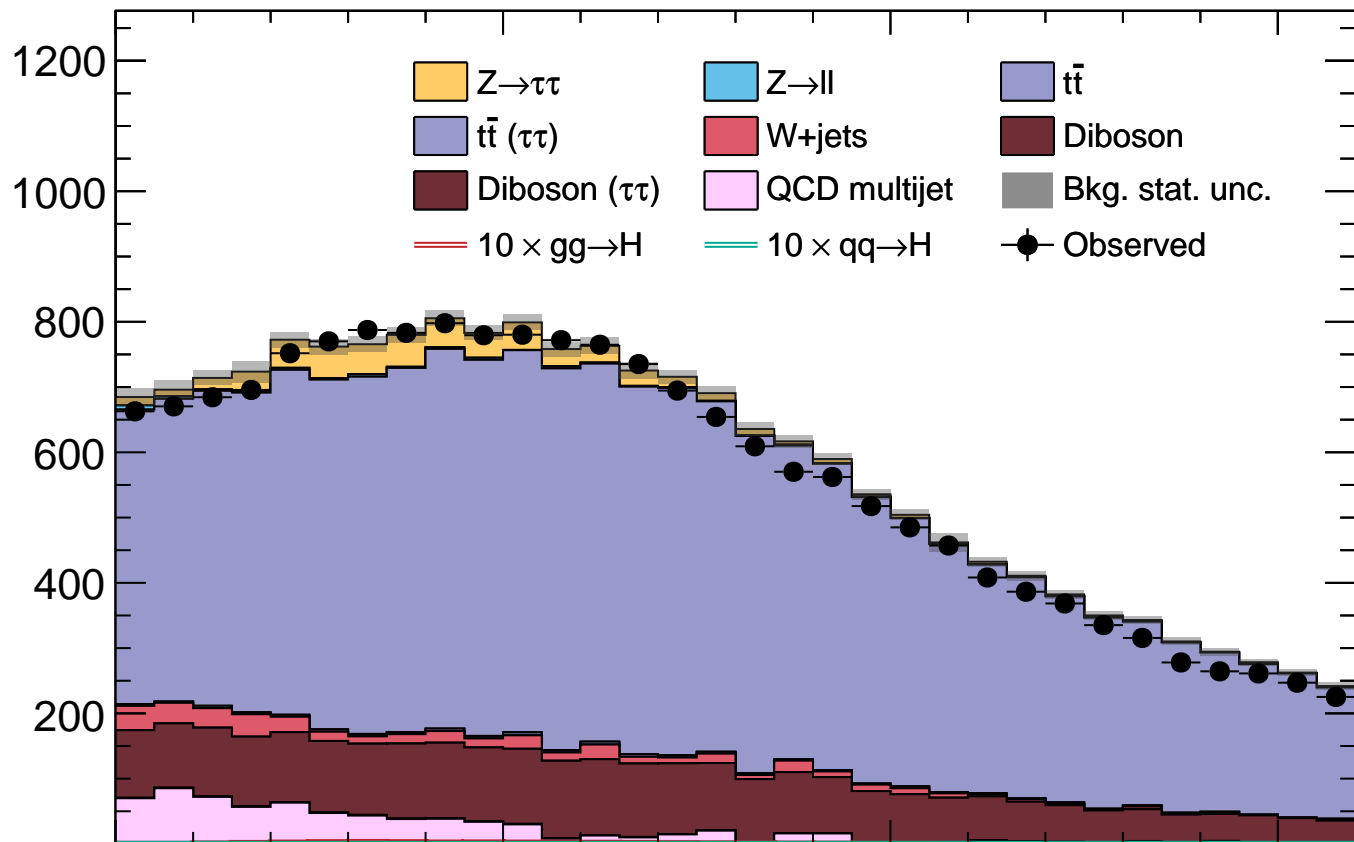 1200
Z→ττ Z→ll tt̄
tt̄ (ττ) W+jets Diboson
1000
Diboson (ττ) QCD multijet Bkg. stat. unc.
10 × gg→H 10 × qq→H Observed
800
600
400
200